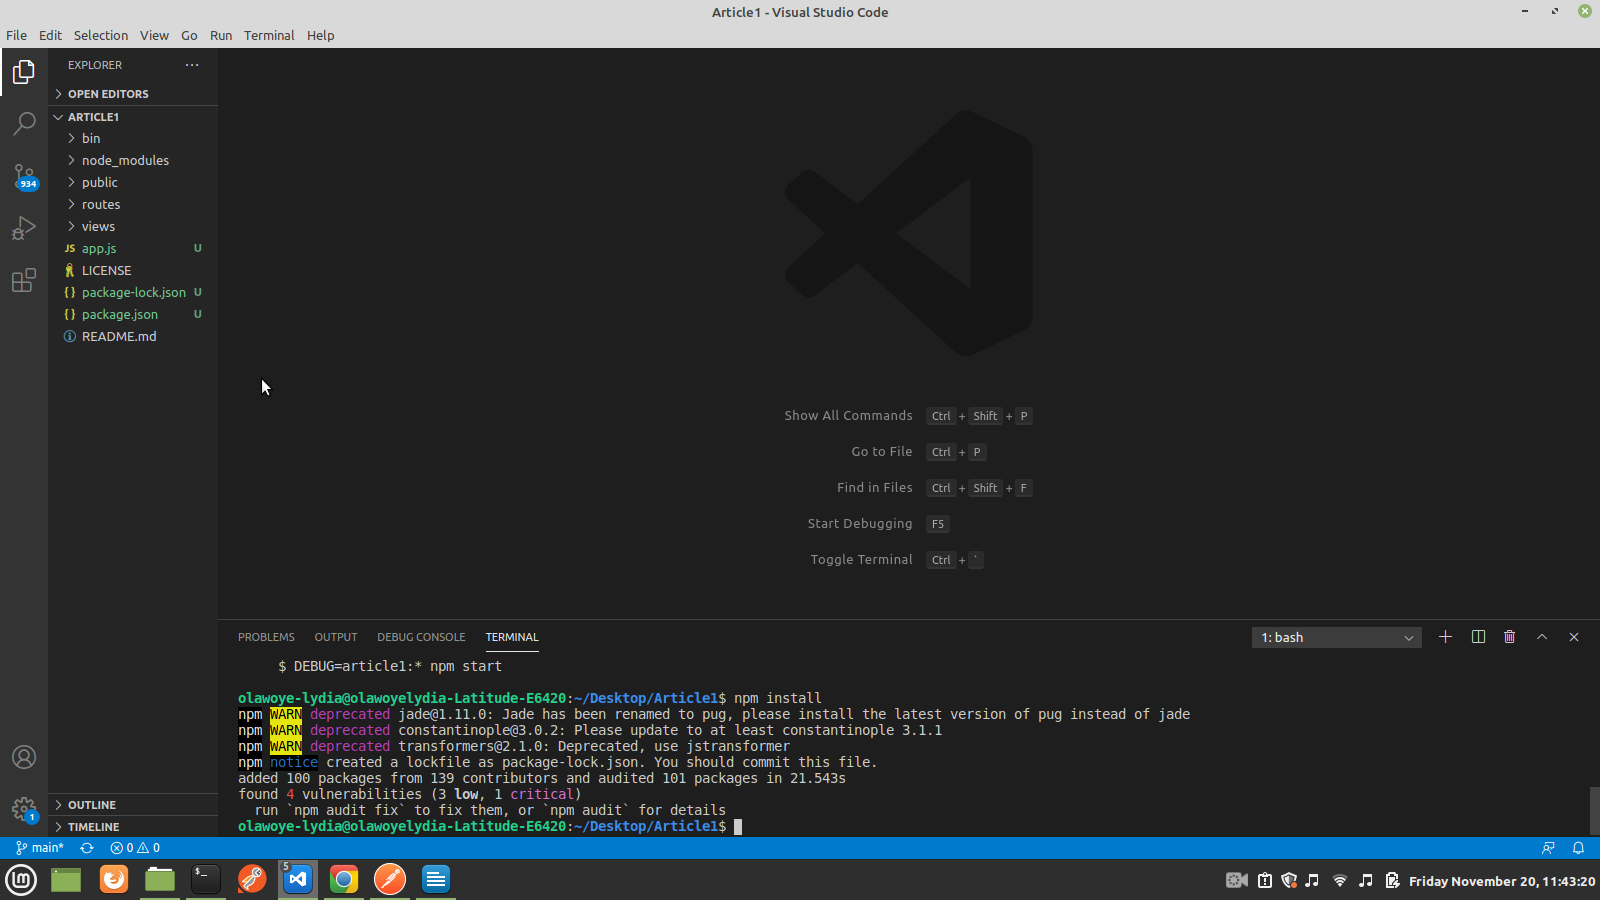 Article1 - Visual Studio Code
File Edit Selection View Go Run Terminal Help
EXPLORER
OPEN EDITORS
ARTICLE1
bin
node_modules
934
public
routes
views
JS app.js U
LICENSE
{} package-lock.json U
{} package.json U
README.md
Show All Commands Ctrl + Shift + P
Go to File Ctrl + P
Find in Files Ctrl + Shift + F
Start Debugging F5
Toggle Terminal Ctrl + `
PROBLEMS OUTPUT DEBUG CONSOLE TERMINAL 1: bash
$ DEBUG=article1:* npm start
olawoye-lydia@olawoyelydia-Latitude-E6420:~/Desktop/Article1$ npm install
npm WARN deprecated jade@1.11.0: Jade has been renamed to pug, please install the latest version of pug instead of jade
npm WARN deprecated constantinople@3.0.2: Please update to at least constantinople 3.1.1
npm WARN deprecated transformers@2.1.0: Deprecated, use jstransformer
npm notice created a lockfile as package-lock.json. You should commit this file.
added 100 packages from 139 contributors and audited 101 packages in 21.543s
found 4 vulnerabilities (3 low, 1 critical)
run `npm audit fix` to fix them, or `npm audit` for details
olawoye-lydia@olawoyelydia-Latitude-E6420:~/Desktop/Article1$
OUTLINE
1
TIMELINE
main* 0 0
5
Friday November 20, 11:43:20